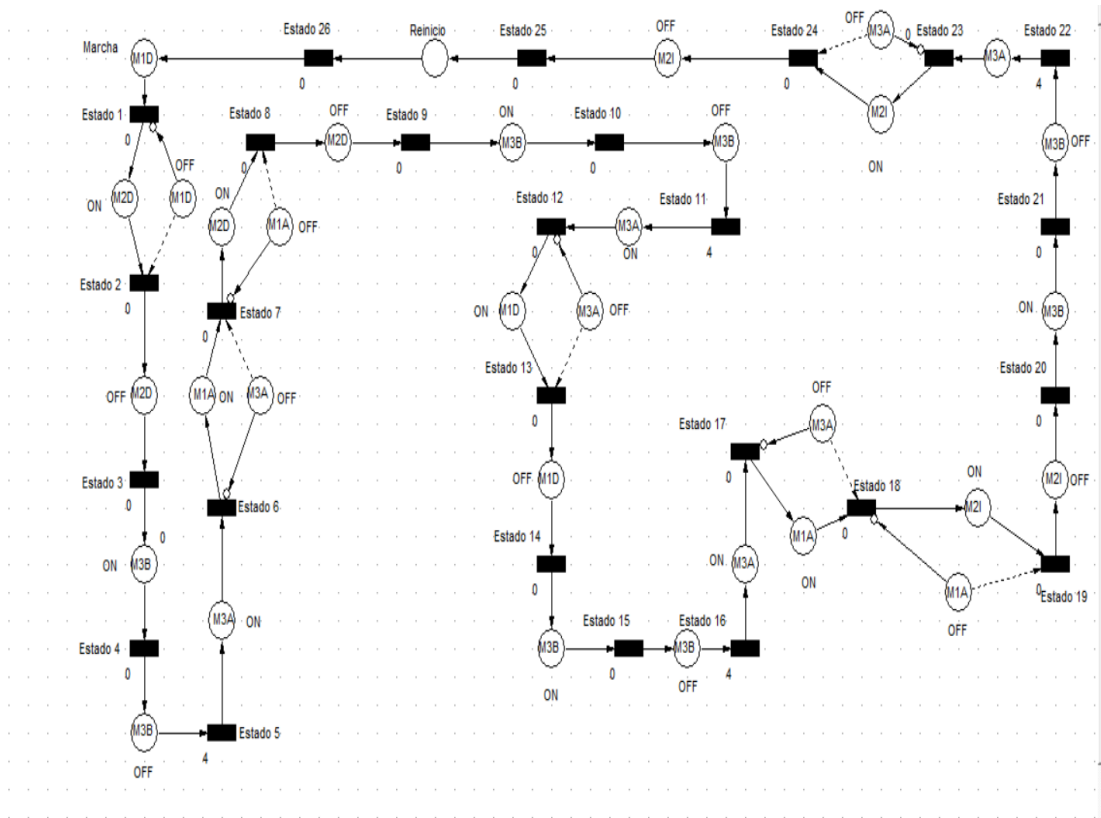 Marcha
M1D
Estado 26
0
Reinicio
Estado 25
0
OFF
M2I
Estado 24
0
OFF
M3A
0
Estado 23
M3A
Estado 22
4
M2I
ON
Estado 1
0
ON
M2D
OFF
M1D
Estado 2
0
OFF
M2D
Estado 3
0
0
ON
M3B
Estado 4
0
M3B
OFF
Estado 5
4
M3A
ON
Estado 6
M1A
ON
M3A
OFF
Estado 7
0
ON
M2D
M1A
OFF
Estado 8
0
OFF
M2D
Estado 9
0
ON
M3B
Estado 10
0
OFF
M3B
Estado 11
4
M3A
ON
Estado 12
0
ON
M1D
M3A
OFF
Estado 13
0
OFF
M1D
Estado 14
0
M3B
ON
Estado 15
0
M3B
OFF
Estado 16
4
ON
M3A
Estado 17
0
OFF
M3A
M1A
ON
Estado 18
0
ON
M2I
M1A
OFF
0
Estado 19
M2I
OFF
Estado 20
0
ON
M3B
Estado 21
0
M3B
OFF